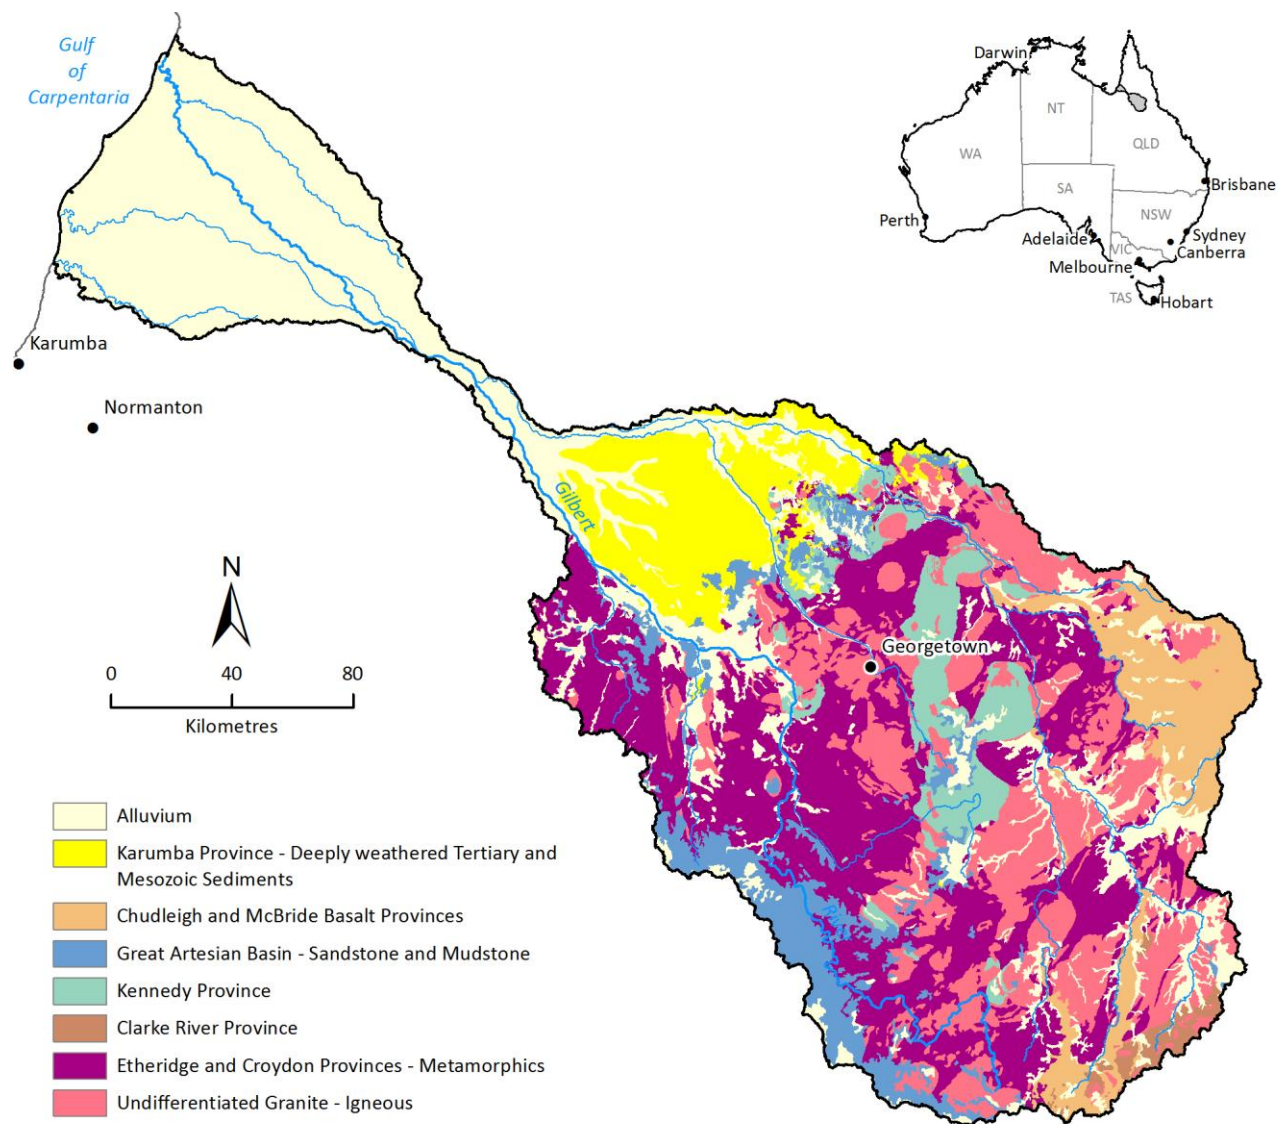 Gulf
of
Carpentaria
Darwin
NT
WA
QLD
SA
Brisbane
NSW
Perth
Adelaide
Sydney
VIC
Canberra
Melbourne
TAS
Hobart
Karumba
Normanton
Gilbert
N
Georgetown
0 40 80
Kilometres
River
Alluvium
Karumba Province - Deeply weathered Tertiary and
Mesozoic Sediments
Chudleigh and McBride Basalt Provinces
Great Artesian Basin - Sandstone and Mudstone
Kennedy Province
Clarke River Province
Etheridge and Croydon Provinces - Metamorphics
Undifferentiated Granite - Igneous